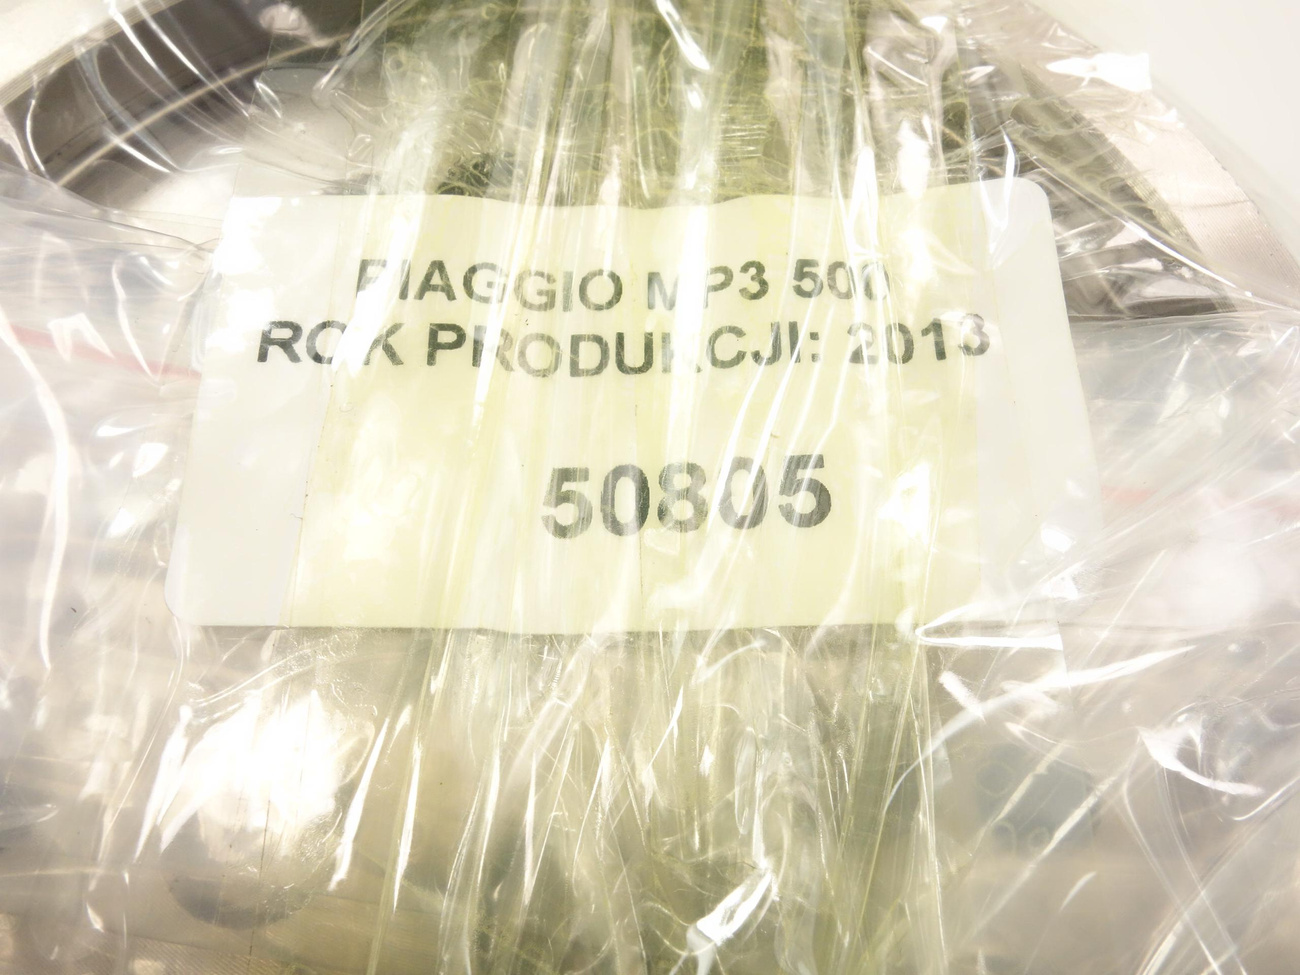 PIAGGIO MP3 500
ROK PRODUKCJI: 2013
50805